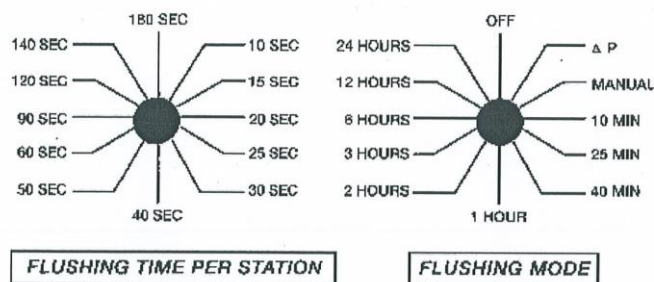 180 SEC
140 SEC
10 SEC
120 SEC
15 SEC
90 SEC
20 SEC
60 SEC
25 SEC
50 SEC
30 SEC
40 SEC
FLUSHING TIME PER STATION
OFF
24 HOURS
Δ P
12 HOURS
MANUAL
6 HOURS
10 MIN
3 HOURS
25 MIN
2 HOURS
40 MIN
1 HOUR
FLUSHING MODE